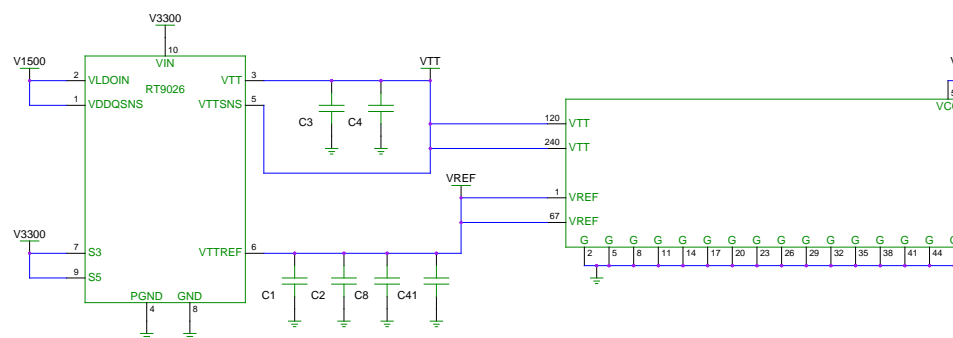 V3300
10
VIN
V1500
2 VLDOIN
VTT 3
VTT
RT9026
1 VDDQSNS
VTTSNS 5
C3
C4
120 VTT
240 VTT
VREF
1 VREF
67 VREF
V3300
7 S3
VTTREF 6
9 S5
C1
C2
C8
C41
PGND
GND
4
8
G G G G G G G G G G G G G G G
2 5 8 11 14 17 20 23 26 29 32 35 38 41 44
V
5
VC